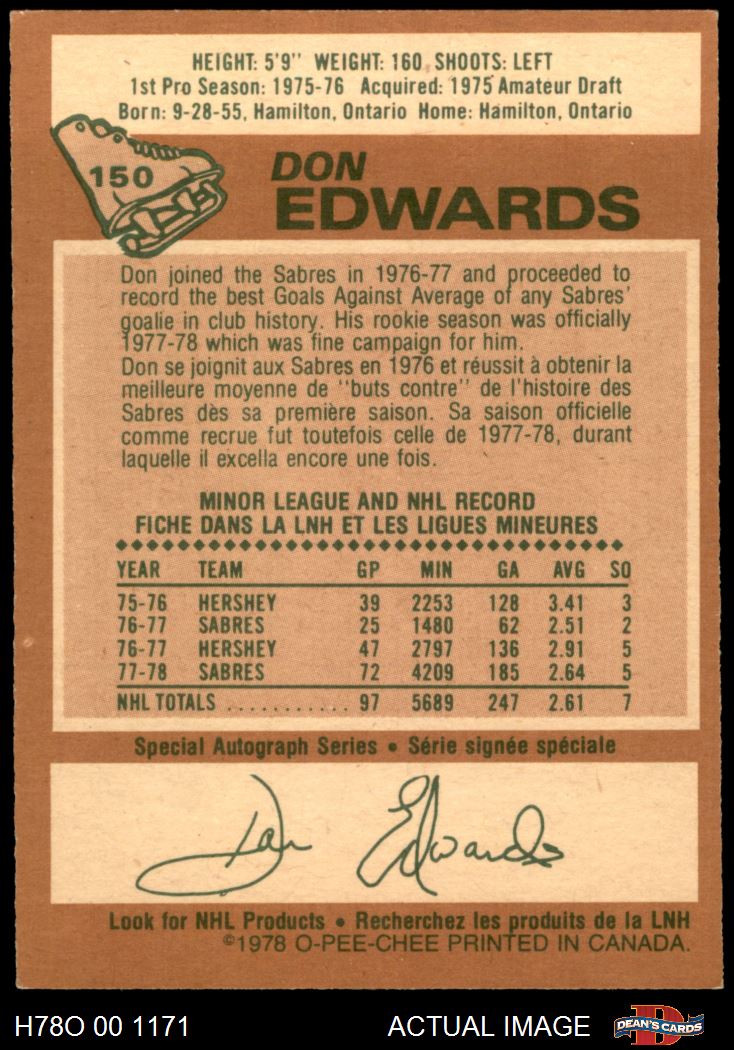 HEIGHT: 5'9" WEIGHT: 160 SHOOTS: LEFT
1st Pro Season: 1975-76 Acquired: 1975 Amateur Draft
Born: 9-28-55, Hamilton, Ontario Home: Hamilton, Ontario
150
DON
EDWARDS
Don joined the Sabres in 1976-77 and proceeded to
record the best Goals Against Average of any Sabres'
goalie in club history. His rookie season was officially
1977-78 which was fine campaign for him.
Don se joignit aux Sabres en 1976 et réussit à obtenir la
meilleure moyenne de "buts contre" de l'histoire des
Sabres dès sa première saison. Sa saison officielle
comme recrue fut toutefois celle de 1977-78, durant
laquelle il excella encore une fois.
MINOR LEAGUE AND NHL RECORD
FICHE DANS LA LNH ET LES LIGUES MINEURES
YEAR TEAM GP MIN GA AVG SO
75-76 HERSHEY 39 2253 128 3.41 3
76-77 SABRES 25 1480 62 2.51 2
76-77 HERSHEY 47 2797 136 2.91 5
77-78 SABRES 72 4209 185 2.64 5
NHL TOTALS ........... 97 5689 247 2.61 7
Special Autograph Series • Série signée spéciale
Don Edwards
Look for NHL Products • Recherchez les produits de la LNH
©1978 O-PEE-CHEE PRINTED IN CANADA.
H78O 00 1171 ACTUAL IMAGE DEAN'S CARDS